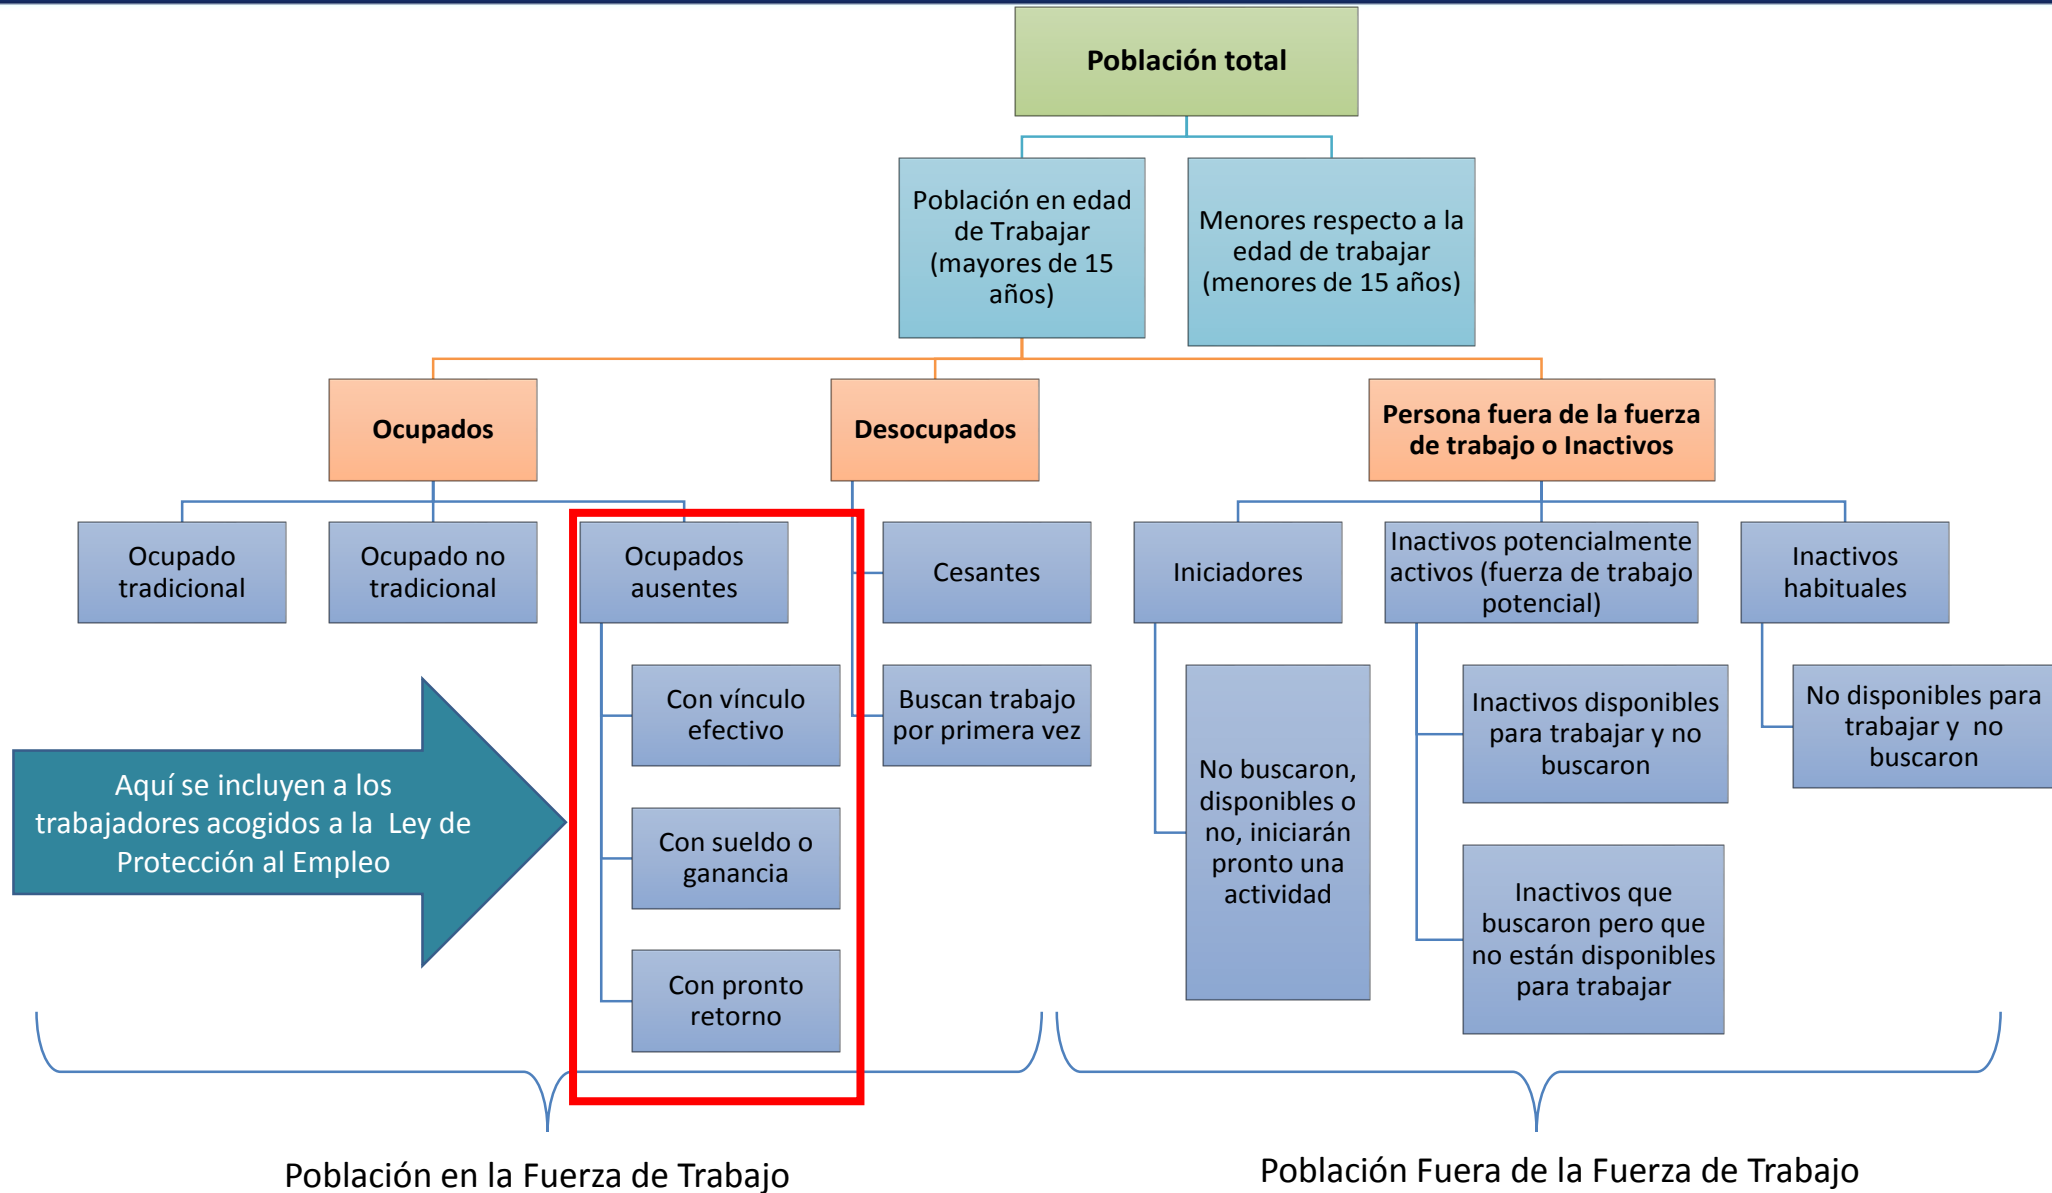 Población total
Población en edad
de Trabajar
(mayores de 15
años)
Menores respecto a la
edad de trabajar
(menores de 15 años)
Ocupados
Desocupados
Persona fuera de la fuerza
de trabajo o Inactivos
Ocupado
tradicional
Ocupado no
tradicional
Ocupados
ausentes
Cesantes
Iniciadores
Inactivos potencialmente
activos (fuerza de trabajo
potencial)
Inactivos
habituales
Con vínculo
efectivo
Buscan trabajo
por primera vez
No buscaron,
disponibles o
no, iniciarán
pronto una
actividad
Inactivos disponibles
para trabajar y no
buscaron
No disponibles para
trabajar y  no
buscaron
Aquí se incluyen a los
trabajadores acogidos a la  Ley de
Protección al Empleo
Con sueldo o
ganancia
Inactivos que
buscaron pero que
no están disponibles
para trabajar
Con pronto
retorno
Población en la Fuerza de Trabajo
Población Fuera de la Fuerza de Trabajo